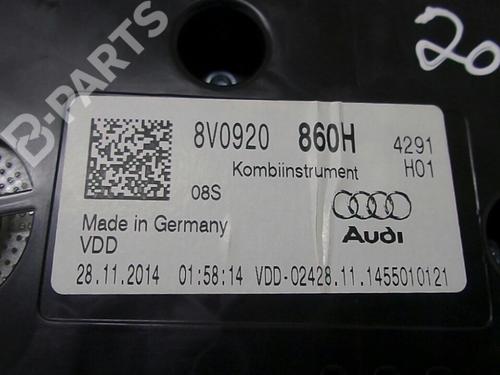 B-PARTS
20
8V0920 860H 4291
Kombiinstrument H01
08S
Made in Germany
VDD
Audi
28.11.2014 01:58:14 VDD-02428.11.1455010121